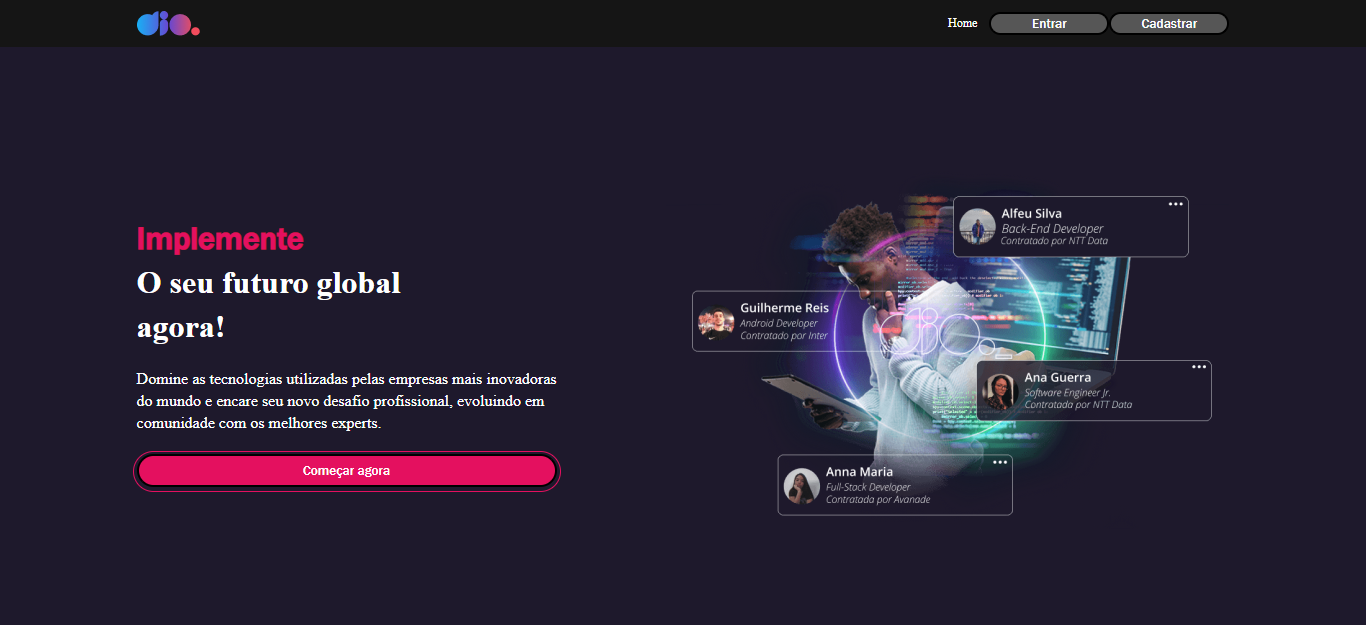 dio.
Home
Entrar
Cadastrar
Implemente
O seu futuro global
agora!
Domine as tecnologias utilizadas pelas empresas mais inovadoras
do mundo e encare seu novo desafio profissional, evoluindo em
comunidade com os melhores experts.
Começar agora
Alfeu Silva
Back-End Developer
Contratado por NTT Data
Guilherme Reis
Android Developer
Contratado por Inter
dio.
Ana Guerra
Software Engineer Jr.
Contratada por NTT Data
Anna Maria
Full-Stack Developer
Contratada por Avanade